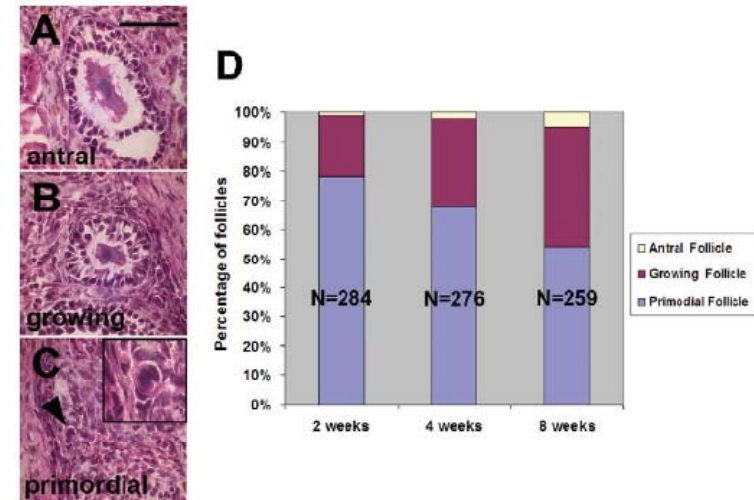 A
antral
B
growing
C
primordial
D
Percentage of follicles
100%
90%
80%
70%
60%
50%
40%
30%
20%
10%
0%
N=284
N=276
N=259
2 weeks
4 weeks
8 weeks
Antral Follicle
Growing Follicle
Primodial Follicle